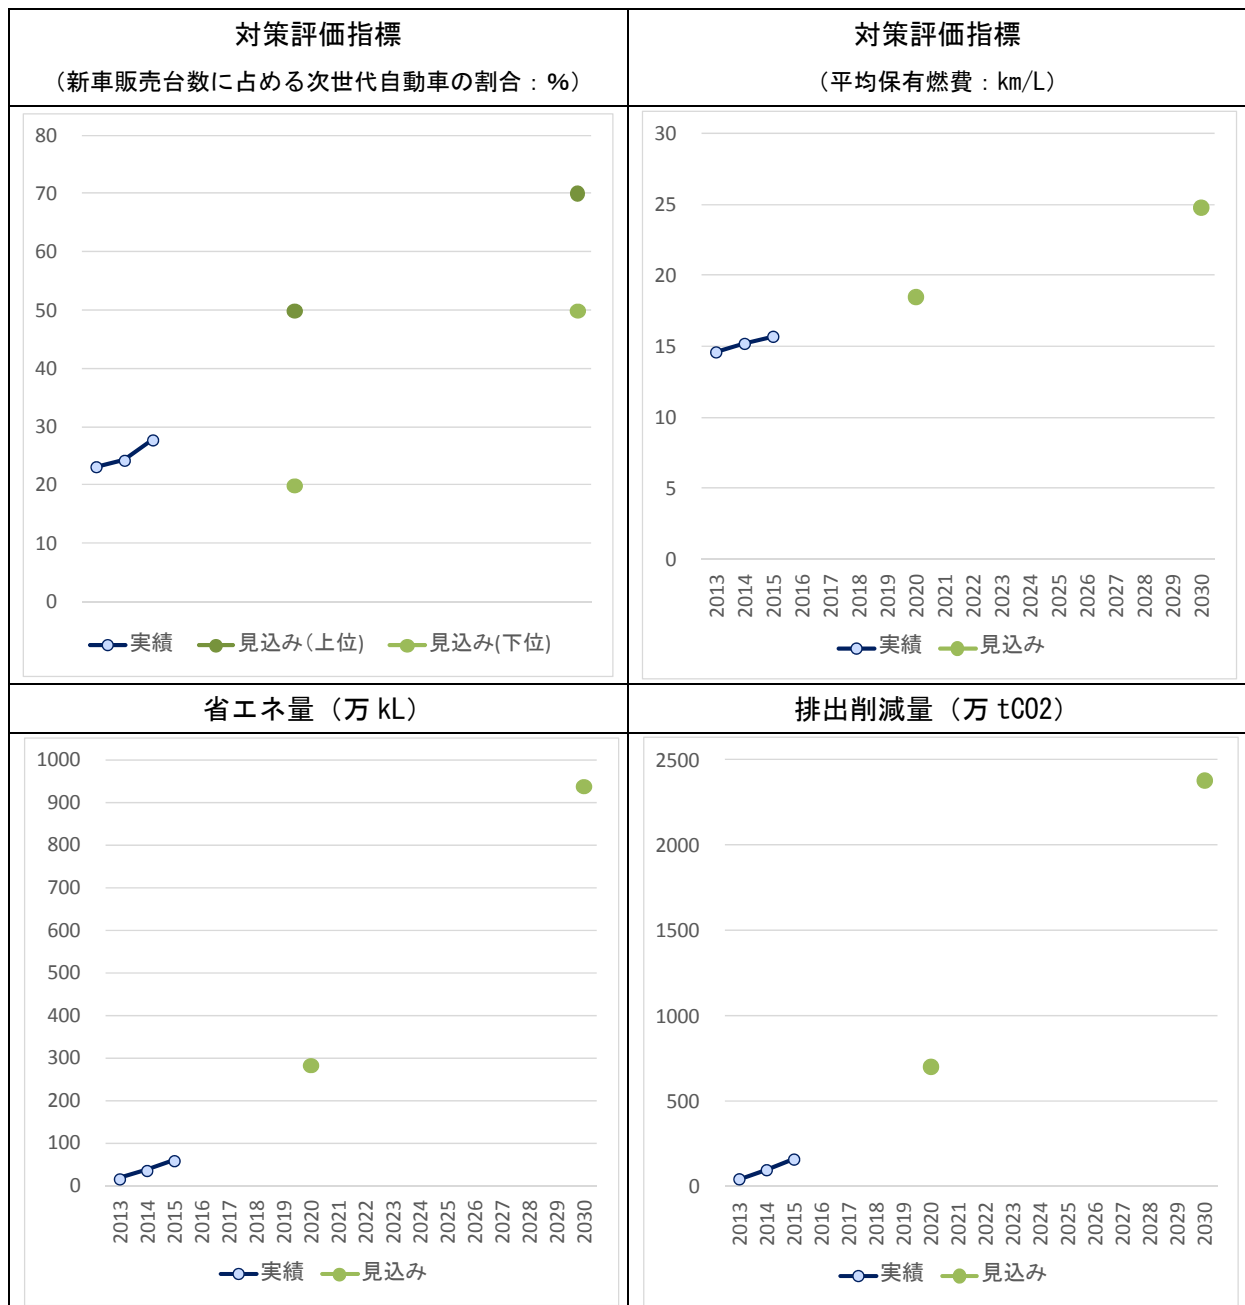 対策評価指標
（新車販売台数に占める次世代自動車の割合：%）
80
70
60
50
40
30
20
10
0
実績 見込み(上位) 見込み(下位)
対策評価指標
（平均保有燃費：km/L）
30
25
20
15
10
5
0
2013 2014 2015 2016 2017 2018 2019 2020 2021 2022 2023 2024 2025 2026 2027 2028 2029 2030
実績 見込み
省エネ量（万 kL）
1000
900
800
700
600
500
400
300
200
100
0
2013 2014 2015 2016 2017 2018 2019 2020 2021 2022 2023 2024 2025 2026 2027 2028 2029 2030
実績 見込み
排出削減量（万 tCO2）
2500
2000
1500
1000
500
0
2013 2014 2015 2016 2017 2018 2019 2020 2021 2022 2023 2024 2025 2026 2027 2028 2029 2030
実績 見込み